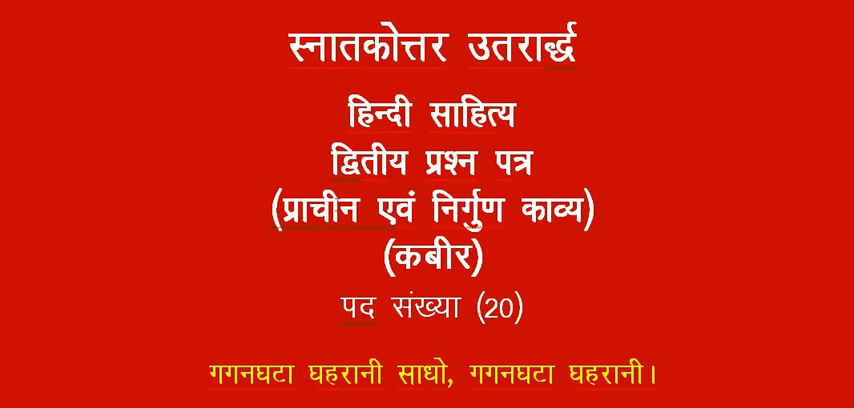 स्नातकोत्तर उतरार्द्ध
हिन्दी साहित्य
द्वितीय प्रश्न पत्र
(प्राचीन एवं निर्गुण काव्य)
(कबीर)
पद संख्या (20)
गगनघटा घहरानी साधो, गगनघटा घहरानी।